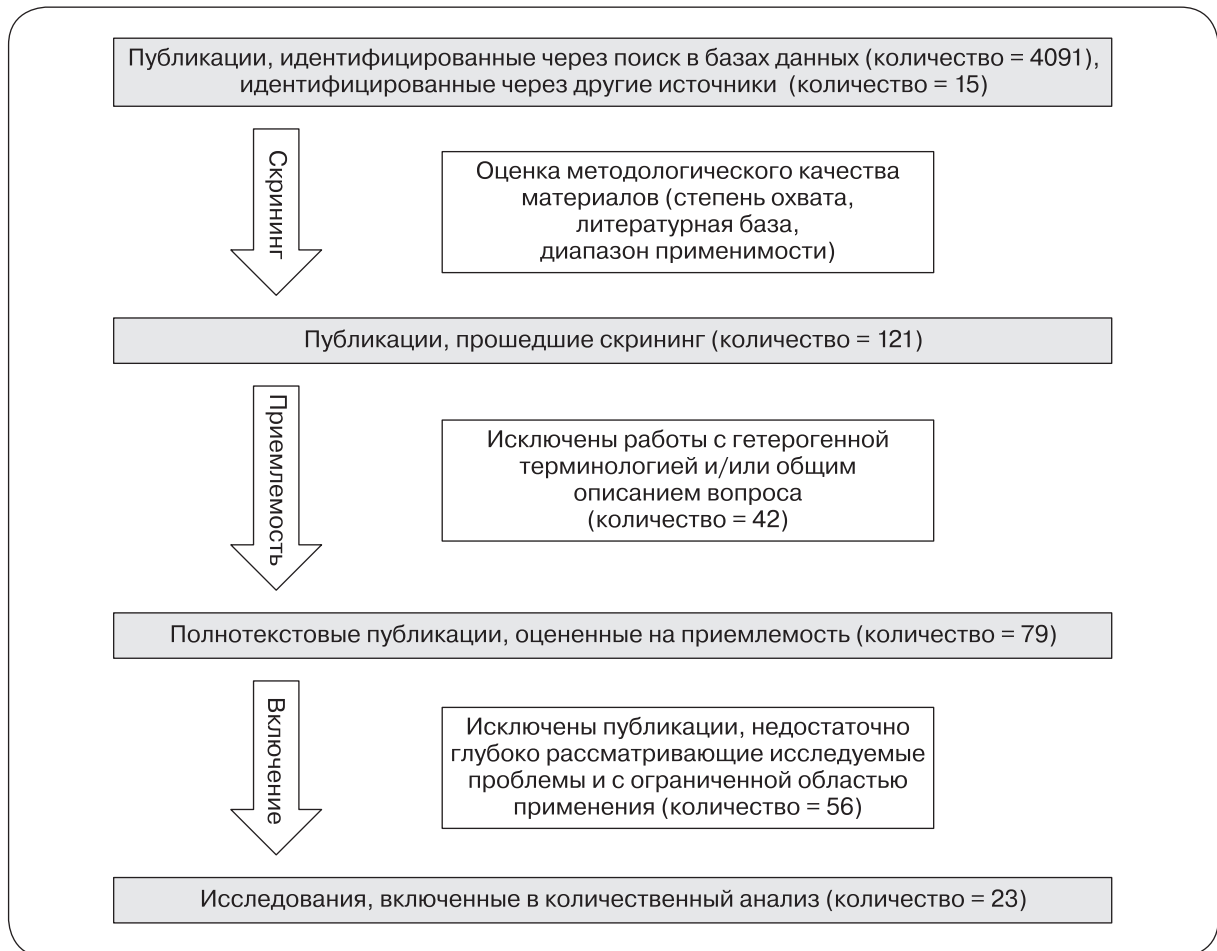 Публикации, идентифицированные через поиск в базах данных (количество = 4091),
идентифицированные через другие источники (количество = 15)
Скрининг
Оценка методологического качества
материалов (степень охвата,
литературная база,
диапазон применимости)
Публикации, прошедшие скрининг (количество = 121)
Приемлемость
Исключены работы с гетерогенной
терминологией и/или общим
описанием вопроса
(количество = 42)
Полнотекстовые публикации, оцененные на приемлемость (количество = 79)
Включение
Исключены публикации, недостаточно
глубоко рассматривающие исследуемые
проблемы и с ограниченной областью
применения (количество = 56)
Исследования, включенные в количественный анализ (количество = 23)